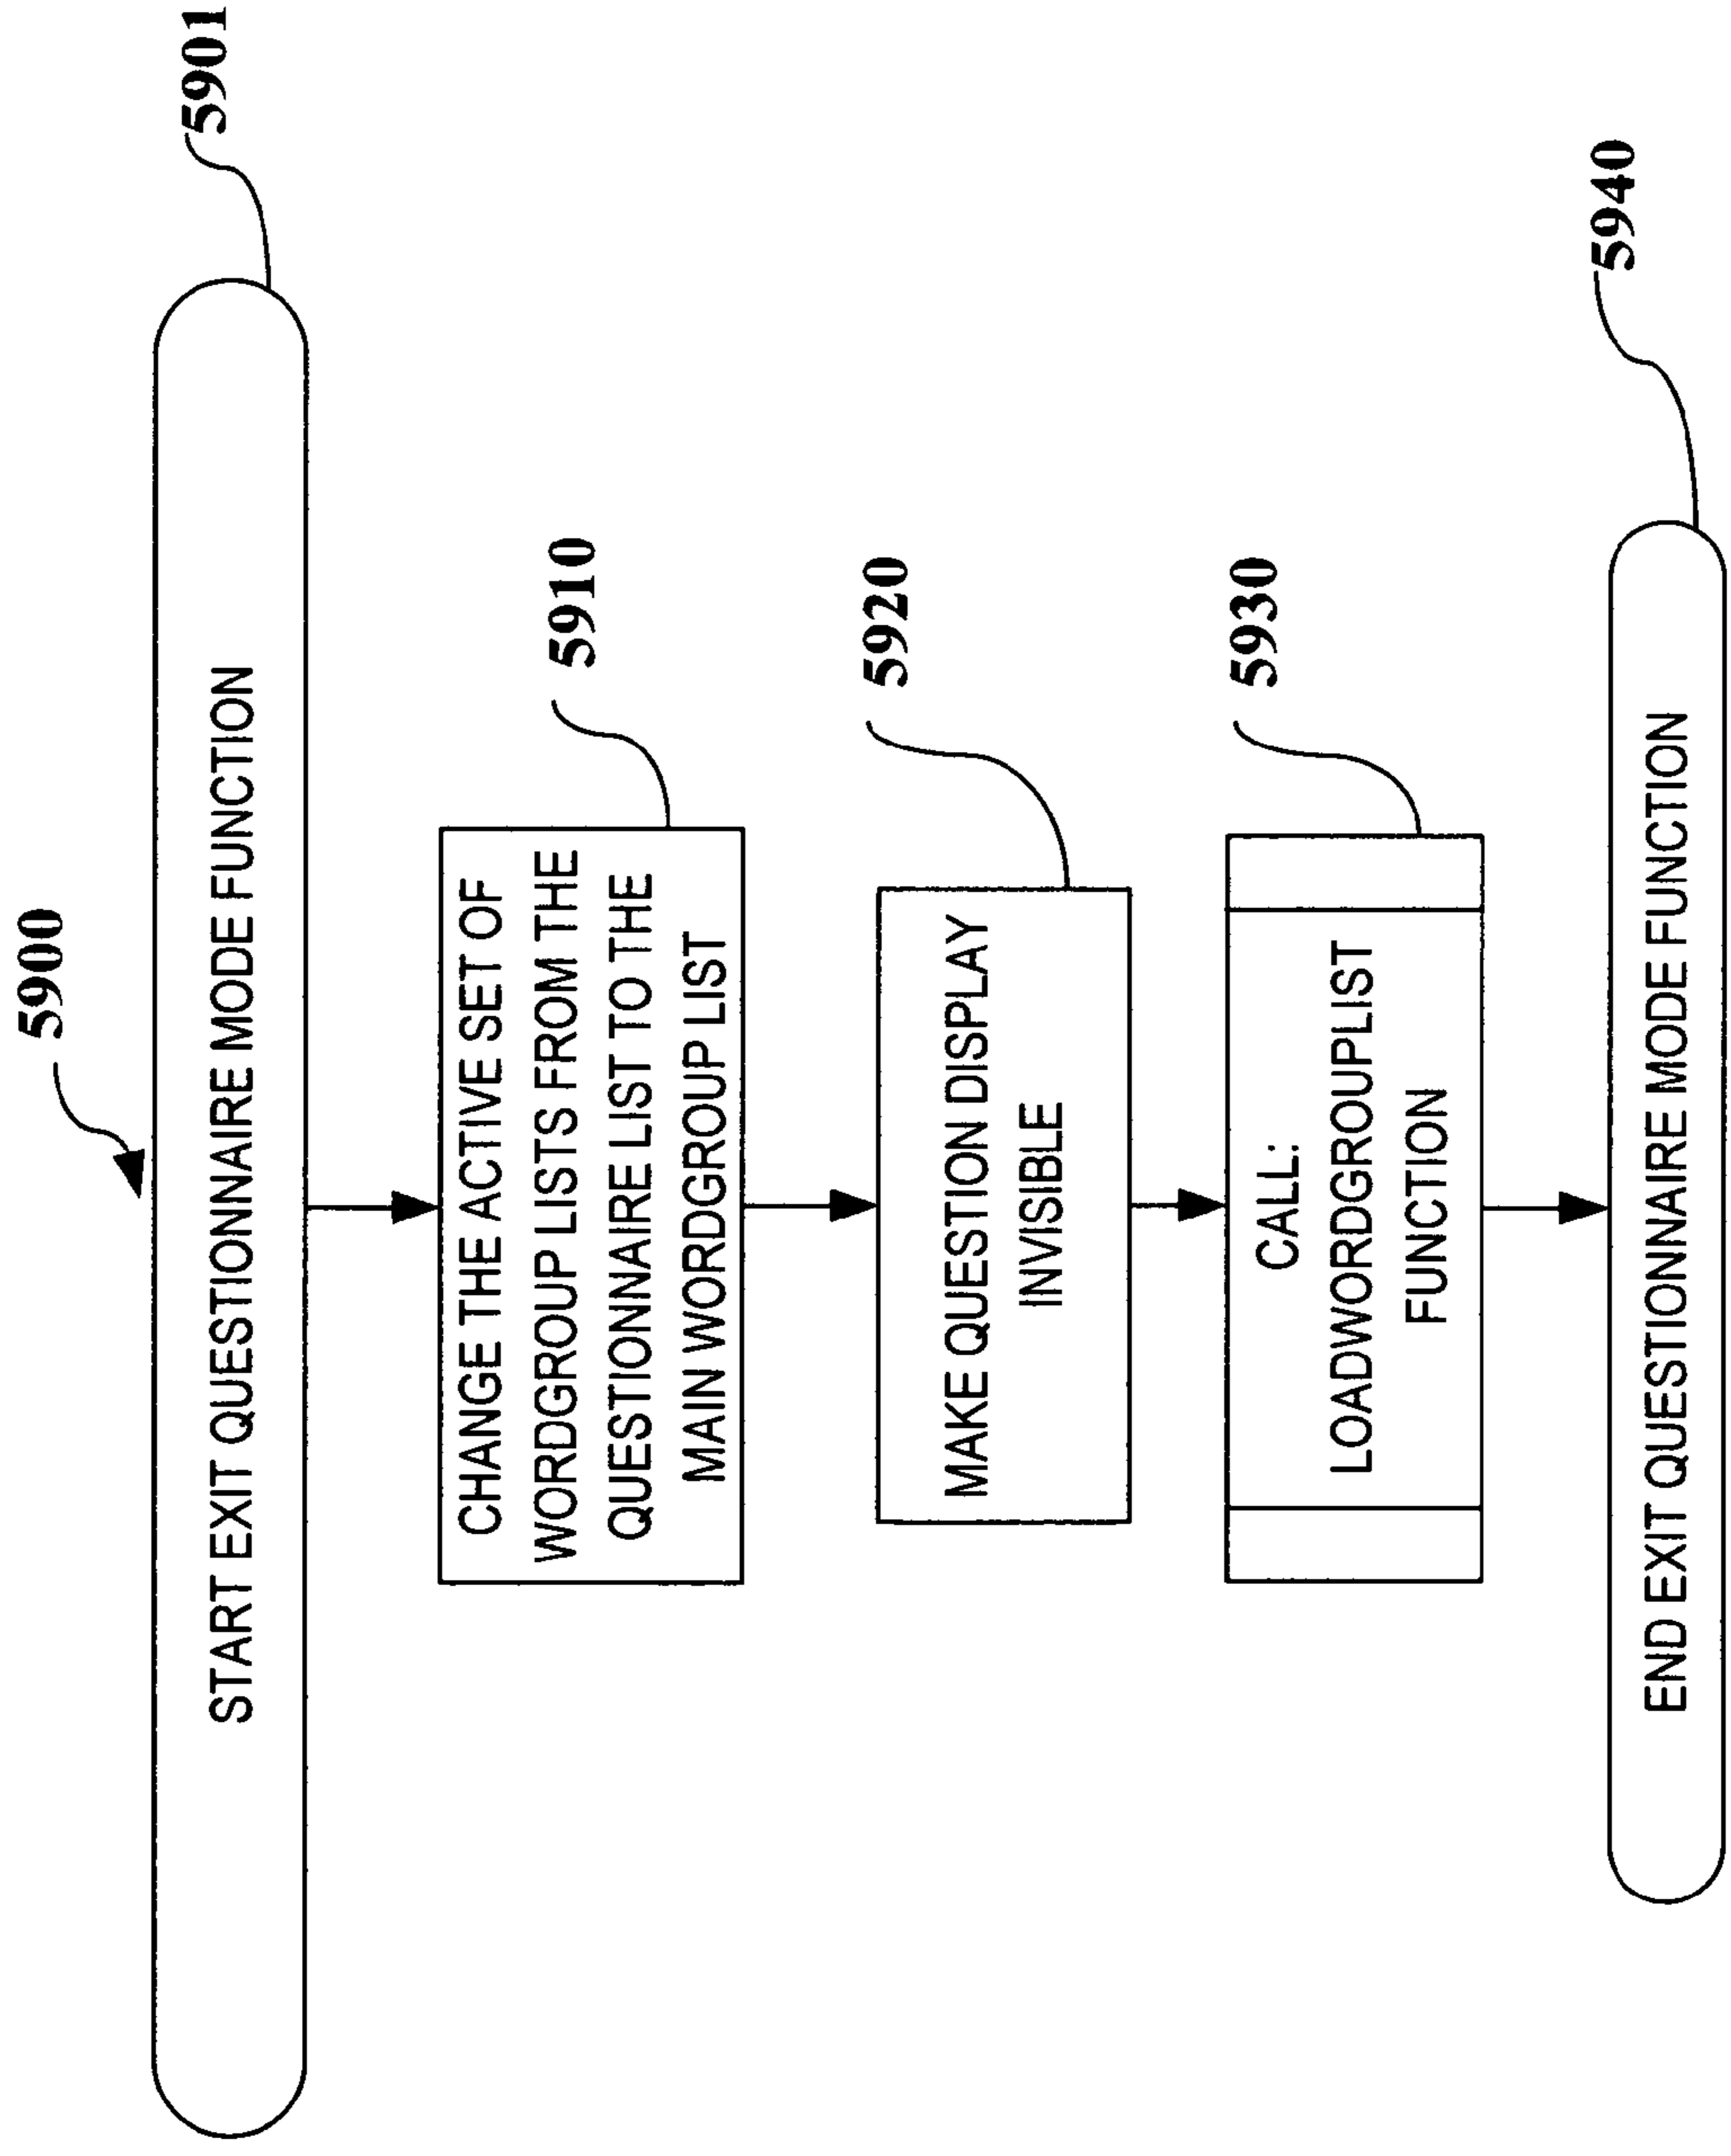 5900
START EXIT QUESTIONNAIRE MODE FUNCTION
5901
CHANGE THE ACTIVE SET OF
WORDGROUP LISTS FROM THE
QUESTIONNAIRE LIST TO THE
MAIN WORDGROUP LIST
5910
MAKE QUESTION DISPLAY
INVISIBLE
5920
CALL:
LOADWORDGROUPLIST
FUNCTION
5930
END EXIT QUESTIONNAIRE MODE FUNCTION
5940